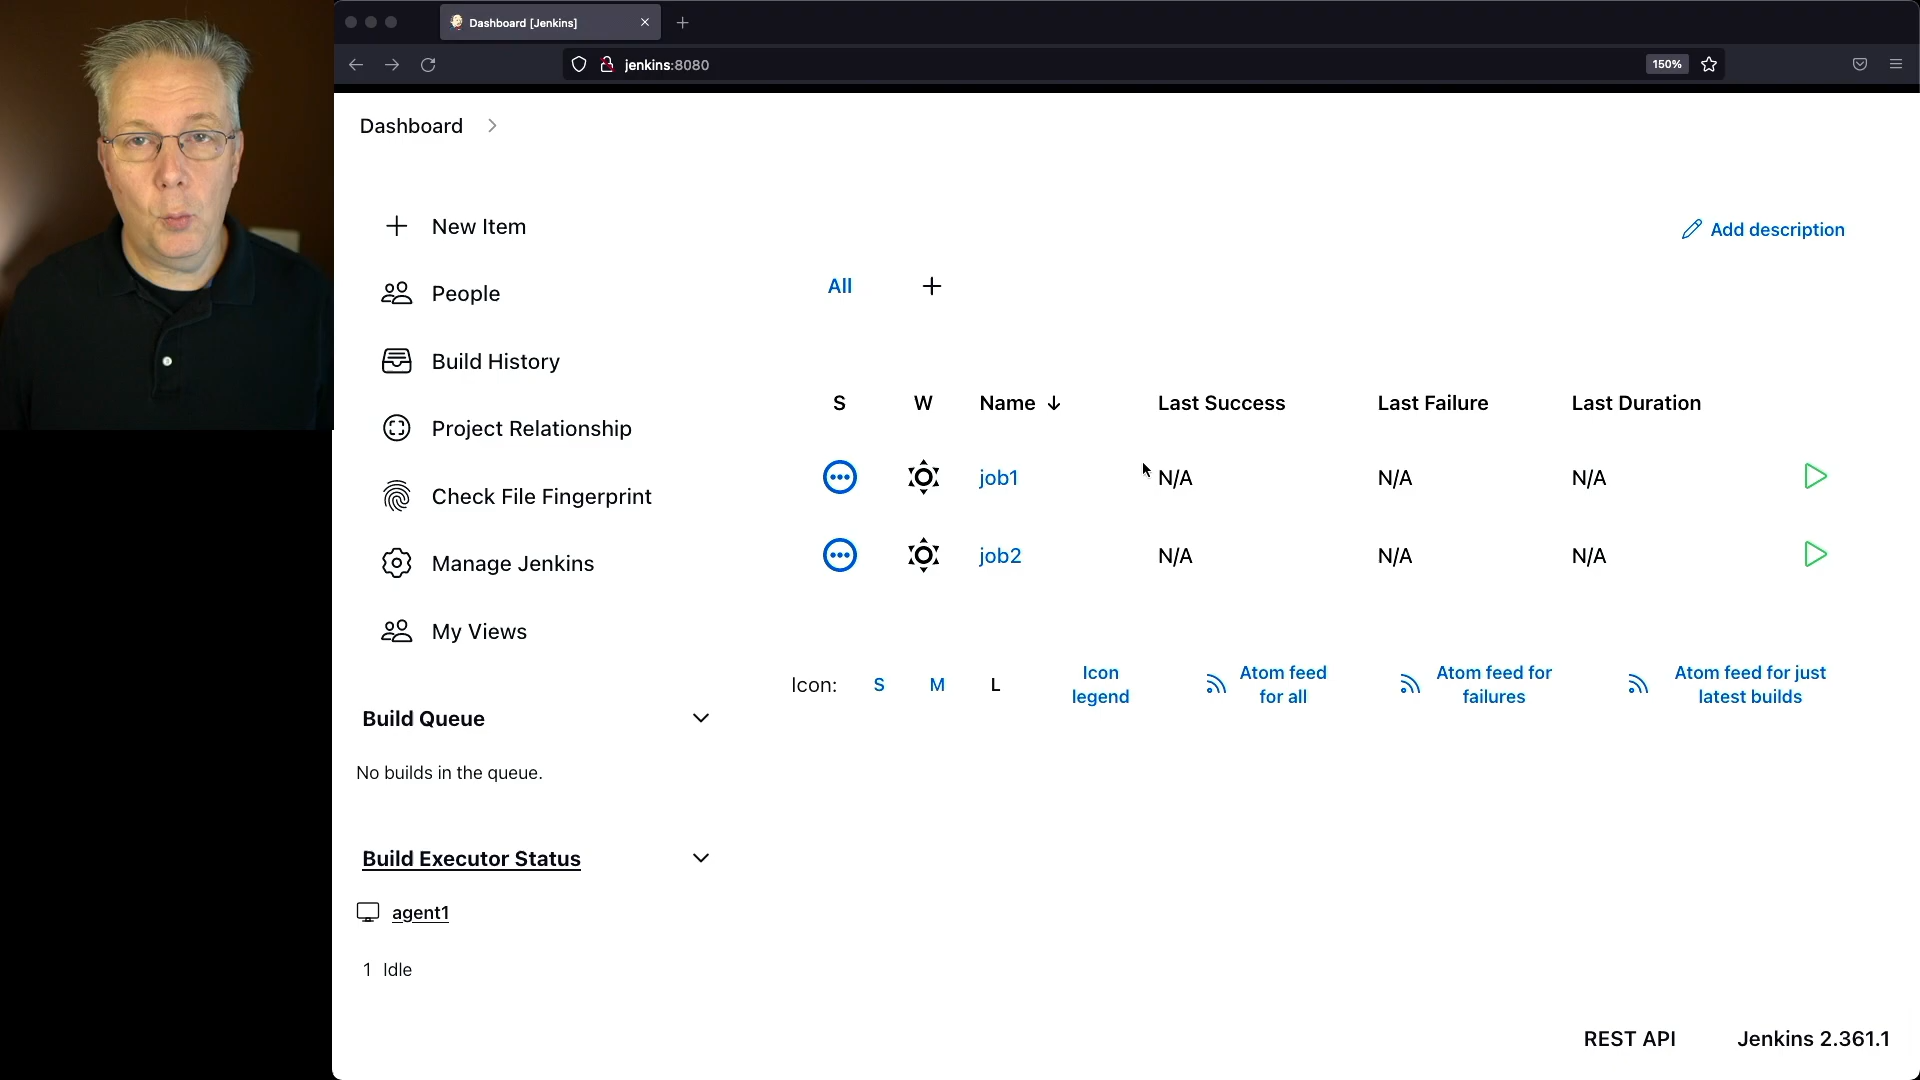 Dashboard [Jenkins]
jenkins:8080
150%
Dashboard
New Item
People
Build History
Project Relationship
Check File Fingerprint
Manage Jenkins
My Views
Build Queue
No builds in the queue.
Build Executor Status
agent1
1 Idle
Add description
All
S W Name ↓ Last Success Last Failure Last Duration
job1 N/A N/A N/A
job2 N/A N/A N/A
Icon: S M L
Icon
legend
Atom feed
for all
Atom feed for
failures
Atom feed for just
latest builds
REST API Jenkins 2.361.1